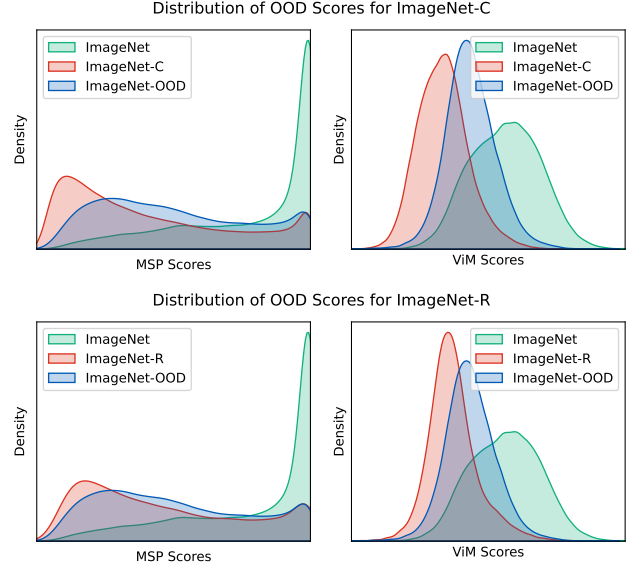 Distribution of OOD Scores for ImageNet-C
Density
ImageNet
ImageNet-C
ImageNet-OOD
MSP Scores
Density
ImageNet
ImageNet-C
ImageNet-OOD
ViM Scores
Distribution of OOD Scores for ImageNet-R
Density
ImageNet
ImageNet-R
ImageNet-OOD
MSP Scores
Density
ImageNet
ImageNet-R
ImageNet-OOD
ViM Scores